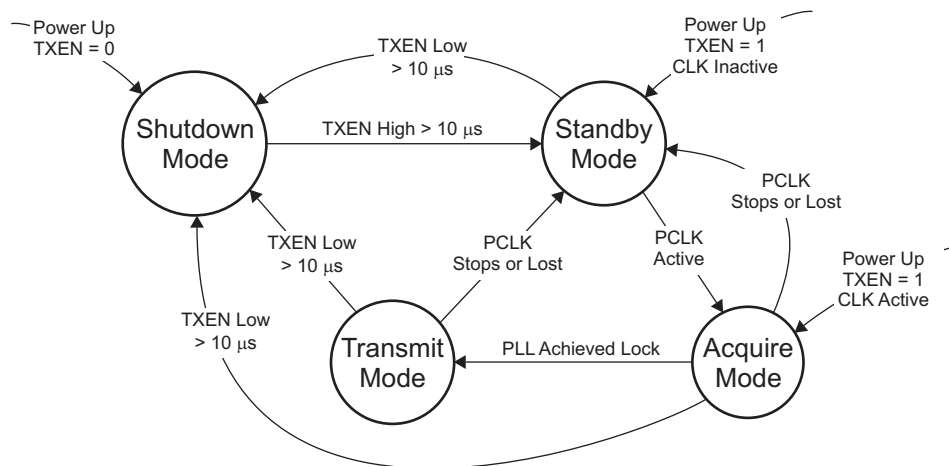 Power Up
TXEN = 0
TXEN Low
> 10 μs
Power Up
TXEN = 1
CLK Inactive
Shutdown
Mode
TXEN High > 10 μs
Standby
Mode
PCLK
Stops or Lost
TXEN Low
> 10 μs
PCLK
Stops or Lost
PCLK
Active
Power Up
TXEN = 1
CLK Active
TXEN Low
> 10 μs
Transmit
Mode
PLL Achieved Lock
Acquire
Mode